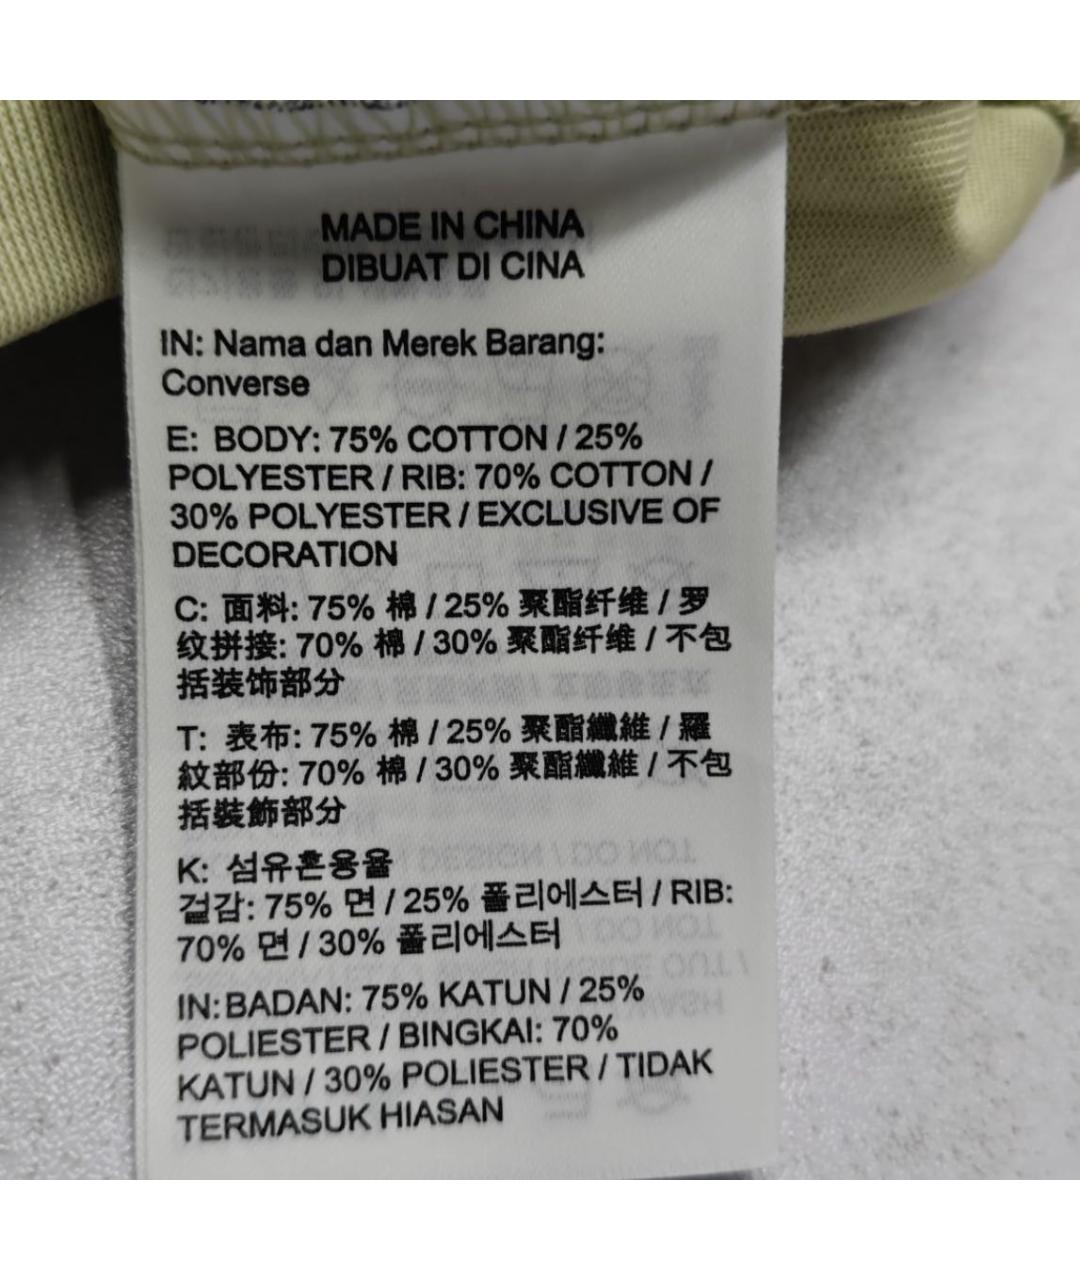 MADE IN CHINA
DIBUAT DI CINA
IN: Nama dan Merek Barang:
Converse
E: BODY: 75% COTTON / 25%
POLYESTER / RIB: 70% COTTON /
30% POLYESTER / EXCLUSIVE OF
DECORATION
C: 面料: 75% 棉 / 25% 聚酯纤维 / 罗
纹拼接: 70% 棉 / 30% 聚酯纤维 / 不包
括装饰部分
T: 表布: 75% 棉 / 25% 聚酯纖維 / 羅
紋部份: 70% 棉 / 30% 聚酯纖維 / 不包
括裝飾部分
K: 섬유혼용율
겉감: 75% 면 / 25% 폴리에스터 / RIB:
70% 면 / 30% 폴리에스터
IN: BADAN: 75% KATUN / 25%
POLIESTER / BINGKAI: 70%
KATUN / 30% POLIESTER / TIDAK
TERMASUK HIASAN